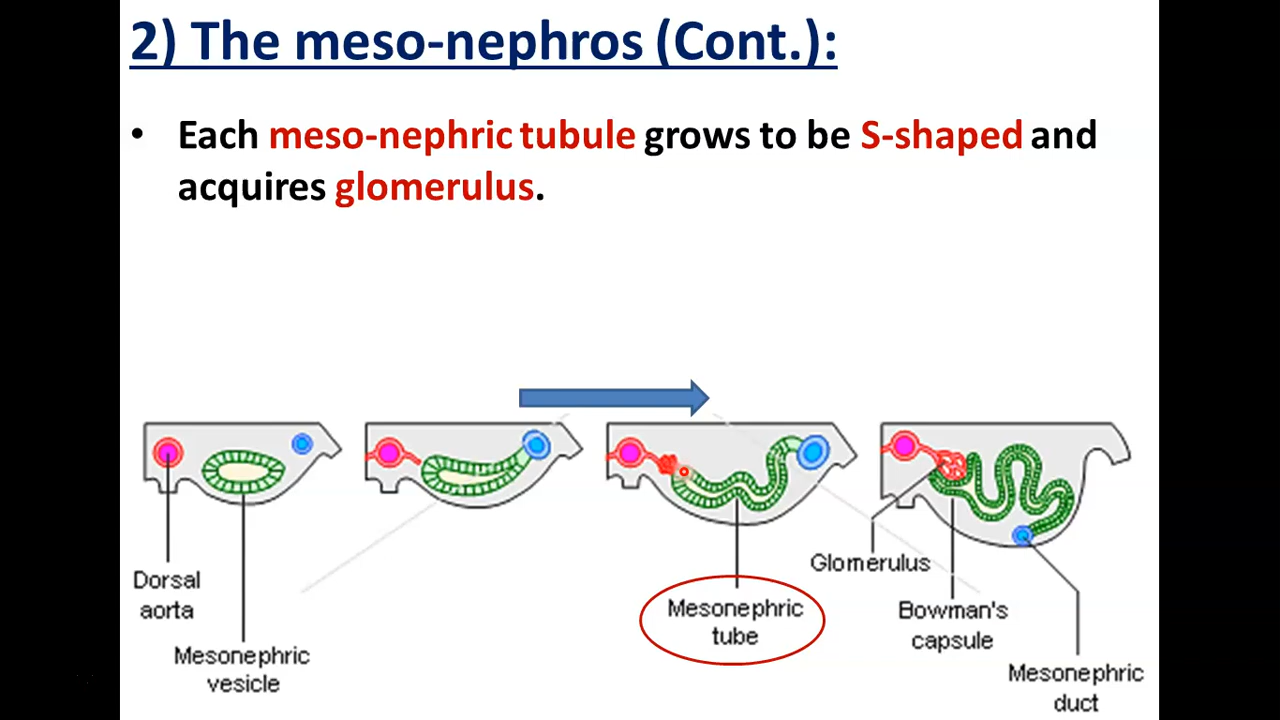 2) The meso-nephros (Cont.):
• Each meso-nephric tubule grows to be S-shaped and
acquires glomerulus.
Dorsal
aorta
Mesonephric
vesicle
Mesonephric
tube
Glomerulus
Bowman's
capsule
Mesonephric
duct